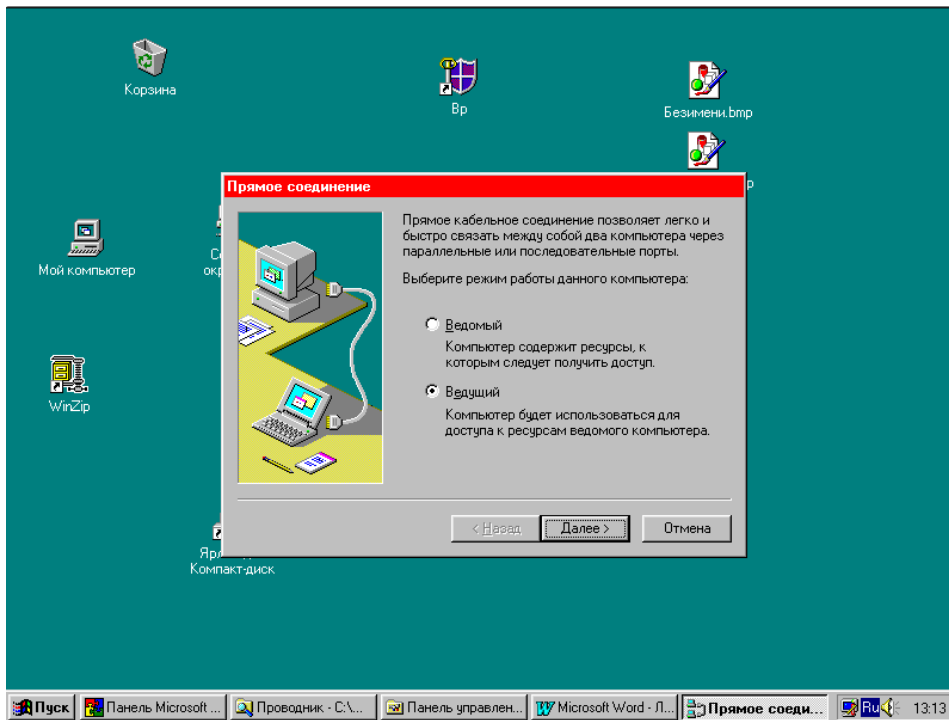 Корзина
Вр
Безимени.bmp
р
Прямое соединение
Прямое кабельное соединение позволяет легко и
быстро связать между собой два компьютера через
параллельные или последовательные порты.
Выберите режим работы данного компьютера:
Мой компьютер
Ведомый
Компьютер содержит ресурсы, к
которым следует получить доступ.
WinZip
Ведущий
Компьютер будет использоваться для
доступа к ресурсам ведомого компьютера.
< Назад
Далее >
Отмена
Компакт-диск
Пуск
Панель Microsoft ...
Проводник - C:\...
Панель управлен...
Microsoft Word - Л...
Прямое соеди...
Ru
13:13